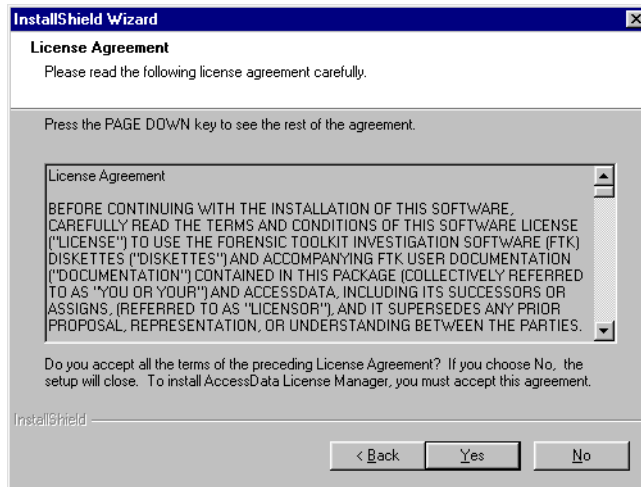 InstallShield Wizard
License Agreement
Please read the following license agreement carefully.
Press the PAGE DOWN key to see the rest of the agreement.
License Agreement
BEFORE CONTINUING WITH THE INSTALLATION OF THIS SOFTWARE,
CAREFULLY READ THE TERMS AND CONDITIONS OF THIS SOFTWARE LICENSE
("LICENSE") TO USE THE FORENSIC TOOLKIT INVESTIGATION SOFTWARE (FTK)
DISKETTES ("DISKETTES") AND ACCOMPANYING FTK USER DOCUMENTATION
("DOCUMENTATION") CONTAINED IN THIS PACKAGE (COLLECTIVELY REFERRED
TO AS "YOU OR YOUR") AND ACCESSDATA, INCLUDING ITS SUCCESSORS OR
ASSIGNS, (REFERRED TO AS "LICENSOR"), AND IT SUPERSEDES ANY PRIOR
PROPOSAL, REPRESENTATION, OR UNDERSTANDING BETWEEN THE PARTIES.
Do you accept all the terms of the preceding License Agreement? If you choose No, the
setup will close. To install AccessData License Manager, you must accept this agreement.
InstallShield
< Back Yes No